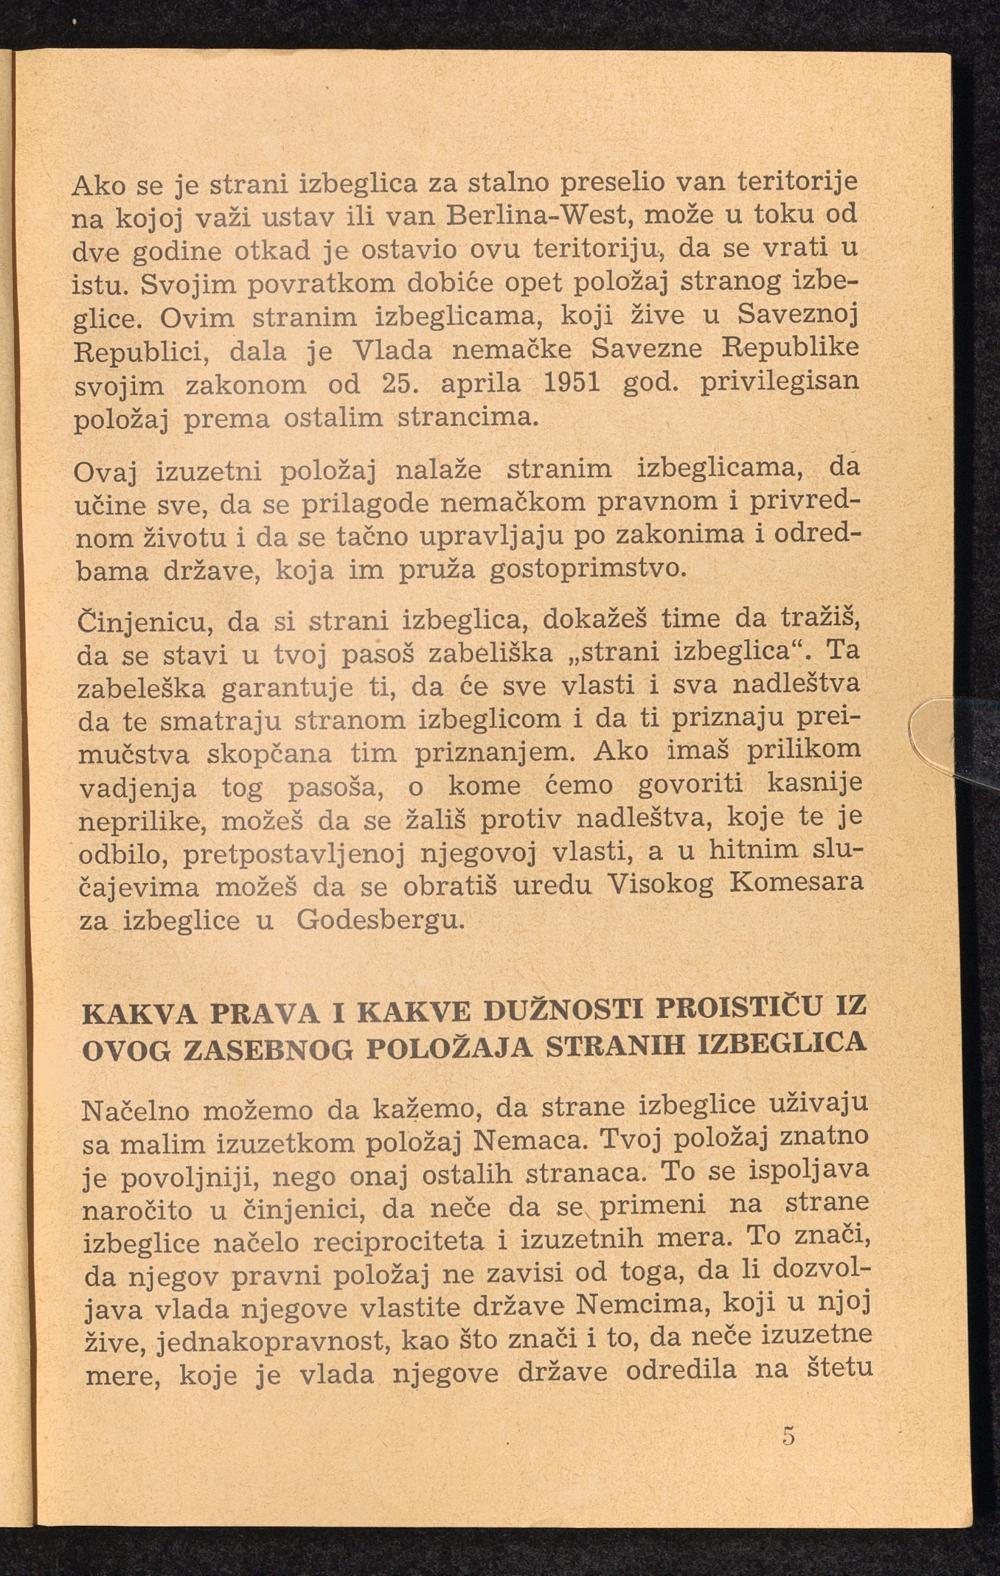 Ako se je strani izbeglica za stalno preselio van teritorije
na kojoj važi ustav ili van Berlina-West, može u toku od
dve godine otkad je ostavio ovu teritoriju, da se vrati u
istu. Svojim povratkom dobiće opet položaj stranog izbe-
glice. Ovim stranim izbeglicama, koji žive u Saveznoj
Republici, dala je Vlada nemačke Savezne Republike
svojim zakonom od 25. aprila 1951 god. privilegisan
položaj prema ostalim strancima.
Ovaj izuzetni položaj nalaže stranim izbeglicama, da
učine sve, da se prilagode nemačkom pravnom i privred-
nom životu i da se tačno upravljaju po zakonima i odred-
bama države, koja im pruža gostoprimstvo.
Činjenicu, da si strani izbeglica, dokažeš time da tražiš,
da se stavi u tvoj pasoš zabeliška „strani izbeglica“. Ta
zabeleška garantuje ti, da će sve vlasti i sva nadleštva
da te smatraju stranom izbeglicom i da ti priznaju prei-
mučstva skopčana tim priznanjem. Ako imaš prilikom
vadjenja tog pasoša, o kome ćemo govoriti kasnije
neprilike, možeš da se žališ protiv nadleštva, koje te je
odbilo, pretpostavljenoj njegovoj vlasti, a u hitnim slu-
čajevima možeš da se obratiš uredu Visokog Komesara
za izbeglice u Godesbergu.
KAKVA PRAVA I KAKVE DUŽNOSTI PROISTIČU IZ
OVOG ZASEBNOG POLOŽAJA STRANIH IZBEGLICA
Načelno možemo da kažemo, da strane izbeglice uživaju
sa malim izuzetkom položaj Nemaca. Tvoj položaj znatno
je povoljniji, nego onaj ostalih stranaca. To se ispoljava
naročito u činjenici, da neče da se primeni na strane
izbeglice načelo reciprociteta i izuzetnih mera. To znači,
da njegov pravni položaj ne zavisi od toga, da li dozvol-
java vlada njegove vlastite države Nemcima, koji u njoj
žive, jednakopravnost, kao što znači i to, da neče izuzetne
mere, koje je vlada njegove države odredila na štetu
5